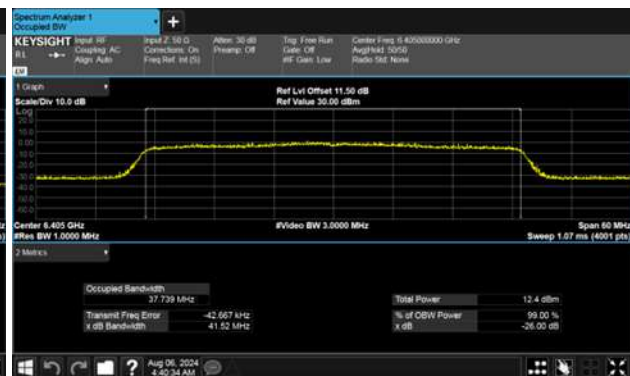 Spectrum Analyzer 1
Occupied BW
KEYSIGHT
Input: RF
Coupling: AC
Align: Auto
Input Z: 50 Ω
Corrections: On
Freq Ref: Int (S)
Atten: 30 dB
Preamp: Off
Trig: Free Run
Gate: Off
#IF Gain: Low
Center Freq: 6.405000000 GHz
Avg|Hold: 50/50
Radio Std: None
1 Graph
Scale/Div 10.0 dB
Ref Lvl Offset 11.50 dB
Ref Value 30.00 dBm
Log
20.0
10.0
0.00
-10.0
-20.0
-30.0
-40.0
-50.0
-60.0
Center 6.405 GHz
#Res BW 1.0000 MHz
#Video BW 3.0000 MHz
Span 60 MHz
Sweep 1.07 ms (4001 pts)
2 Metrics
Occupied Bandwidth
37.739 MHz
Transmit Freq Error -42.667 kHz
x dB Bandwidth 41.52 MHz
Total Power 12.4 dBm
% of OBW Power 99.00 %
x dB -26.00 dB
Aug 06, 2024
4:40:34 AM